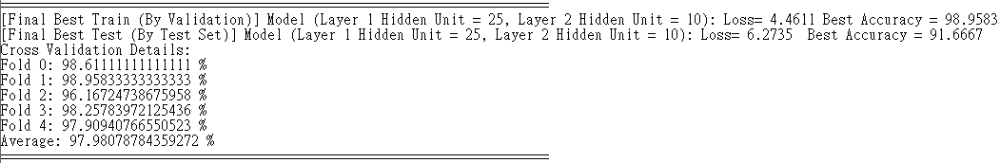 [Final Best Train (By Validation)] Model (Layer 1 Hidden Unit = 25, Layer 2 Hidden Unit = 10): Loss= 4.4611 Best Accuracy = 98.9583
[Final Best Test (By Test Set)] Model (Layer 1 Hidden Unit = 25, Layer 2 Hidden Unit = 10): Loss= 6.2735  Best Accuracy = 91.6667
Cross Validation Details:
Fold 0: 98.61111111111111 %
Fold 1: 98.95833333333333 %
Fold 2: 96.16724738675958 %
Fold 3: 98.25783972125436 %
Fold 4: 97.90940766550523 %
Average: 97.98078784359272 %